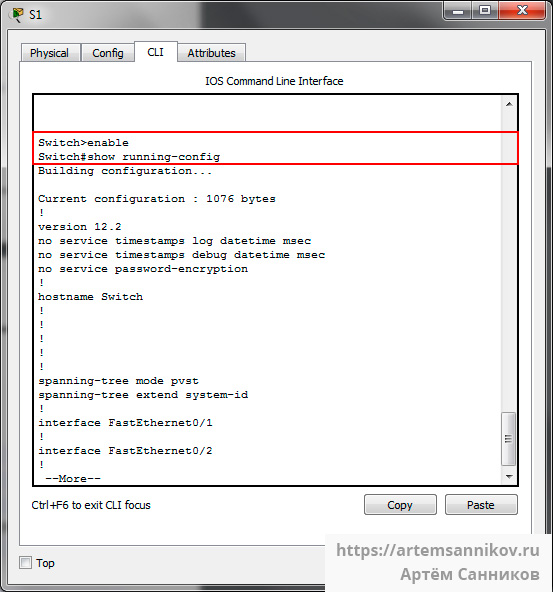 S1
Physical Config CLI Attributes
IOS Command Line Interface
Switch>enable
Switch#show running-config
Building configuration...
Current configuration : 1076 bytes
!
version 12.2
no service timestamps log datetime msec
no service timestamps debug datetime msec
no service password-encryption
!
hostname Switch
!
!
!
!
!
spanning-tree mode pvst
spanning-tree extend system-id
!
interface FastEthernet0/1
!
interface FastEthernet0/2
!
--More--
Ctrl+F6 to exit CLI focus Copy Paste
Top
https://artemsannikov.ru
Артём Санников